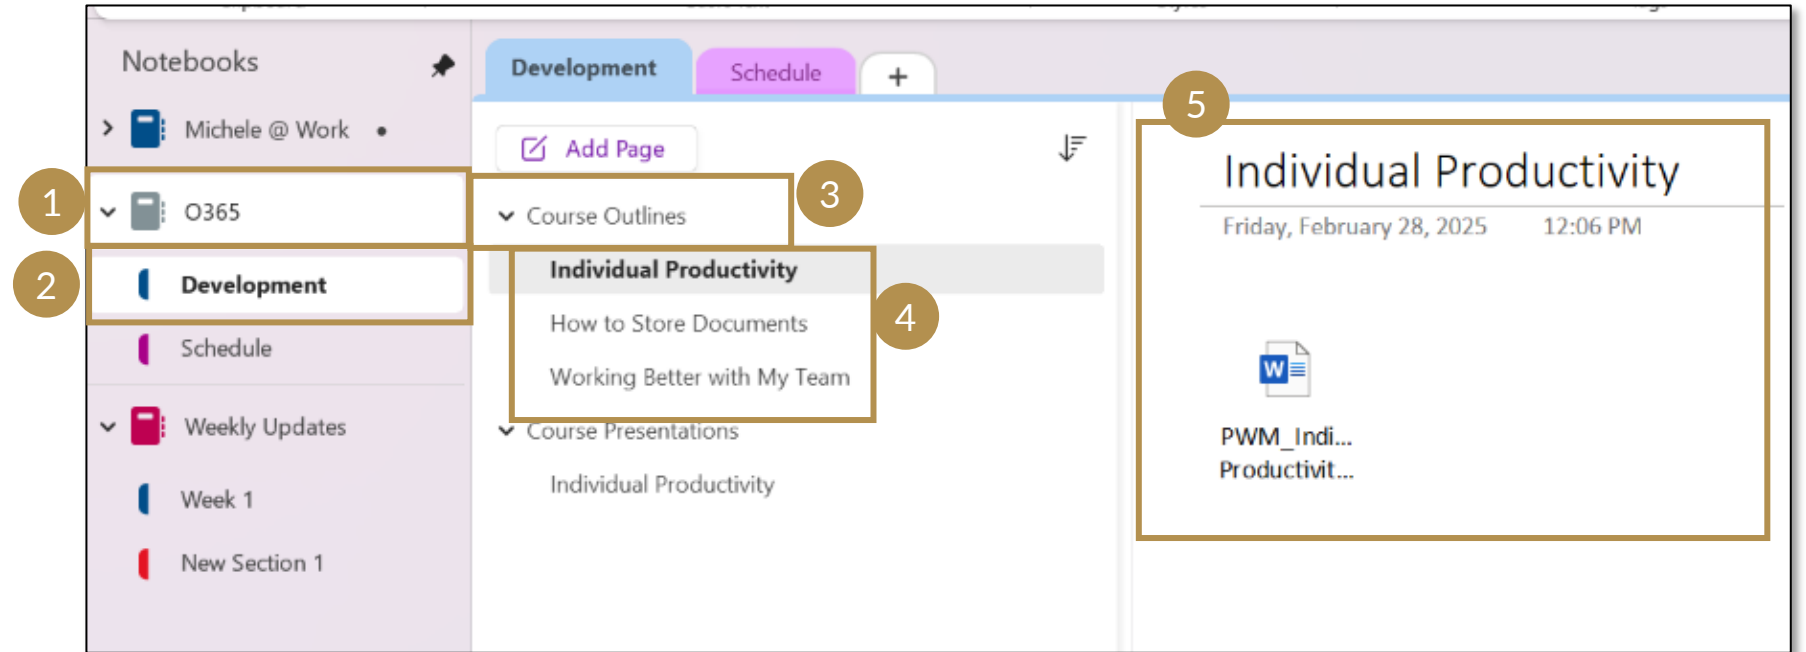 Notebooks
Michele @ Work
1
O365
2
Development
Schedule
Weekly Updates
Week 1
New Section 1
Development
Schedule
+
Add Page
3
Course Outlines
Individual Productivity
How to Store Documents
Working Better with My Team
4
Course Presentations
Individual Productivity
5
Individual Productivity
Friday, February 28, 2025 12:06 PM
W
PWM_Indi...
Productivit...